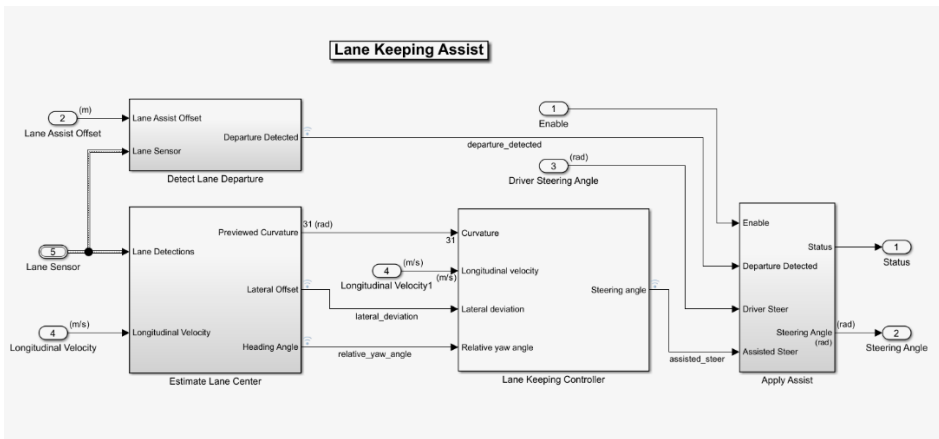 Lane Keeping Assist
2
(m)
Lane Assist Offset
Lane Assist Offset
Lane Sensor
Departure Detected
Detect Lane Departure
departure_detected
1
Enable
3
(rad)
Driver Steering Angle
5
Lane Sensor
4
(m/s)
Longitudinal Velocity
Lane Detections
Longitudinal Velocity
Previewed Curvature
Lateral Offset
Heading Angle
Estimate Lane Center
31 (rad)
31
4
(m/s)
(m/s)
Longitudinal Velocity1
lateral_deviation
relative_yaw_angle
Curvature
Longitudinal velocity
Lateral deviation
Relative yaw angle
Steering angle
Lane Keeping Controller
assisted_steer
Enable
Departure Detected
Driver Steer
Assisted Steer
Status
Steering Angle
(rad)
Apply Assist
1
Status
(rad)
2
Steering Angle